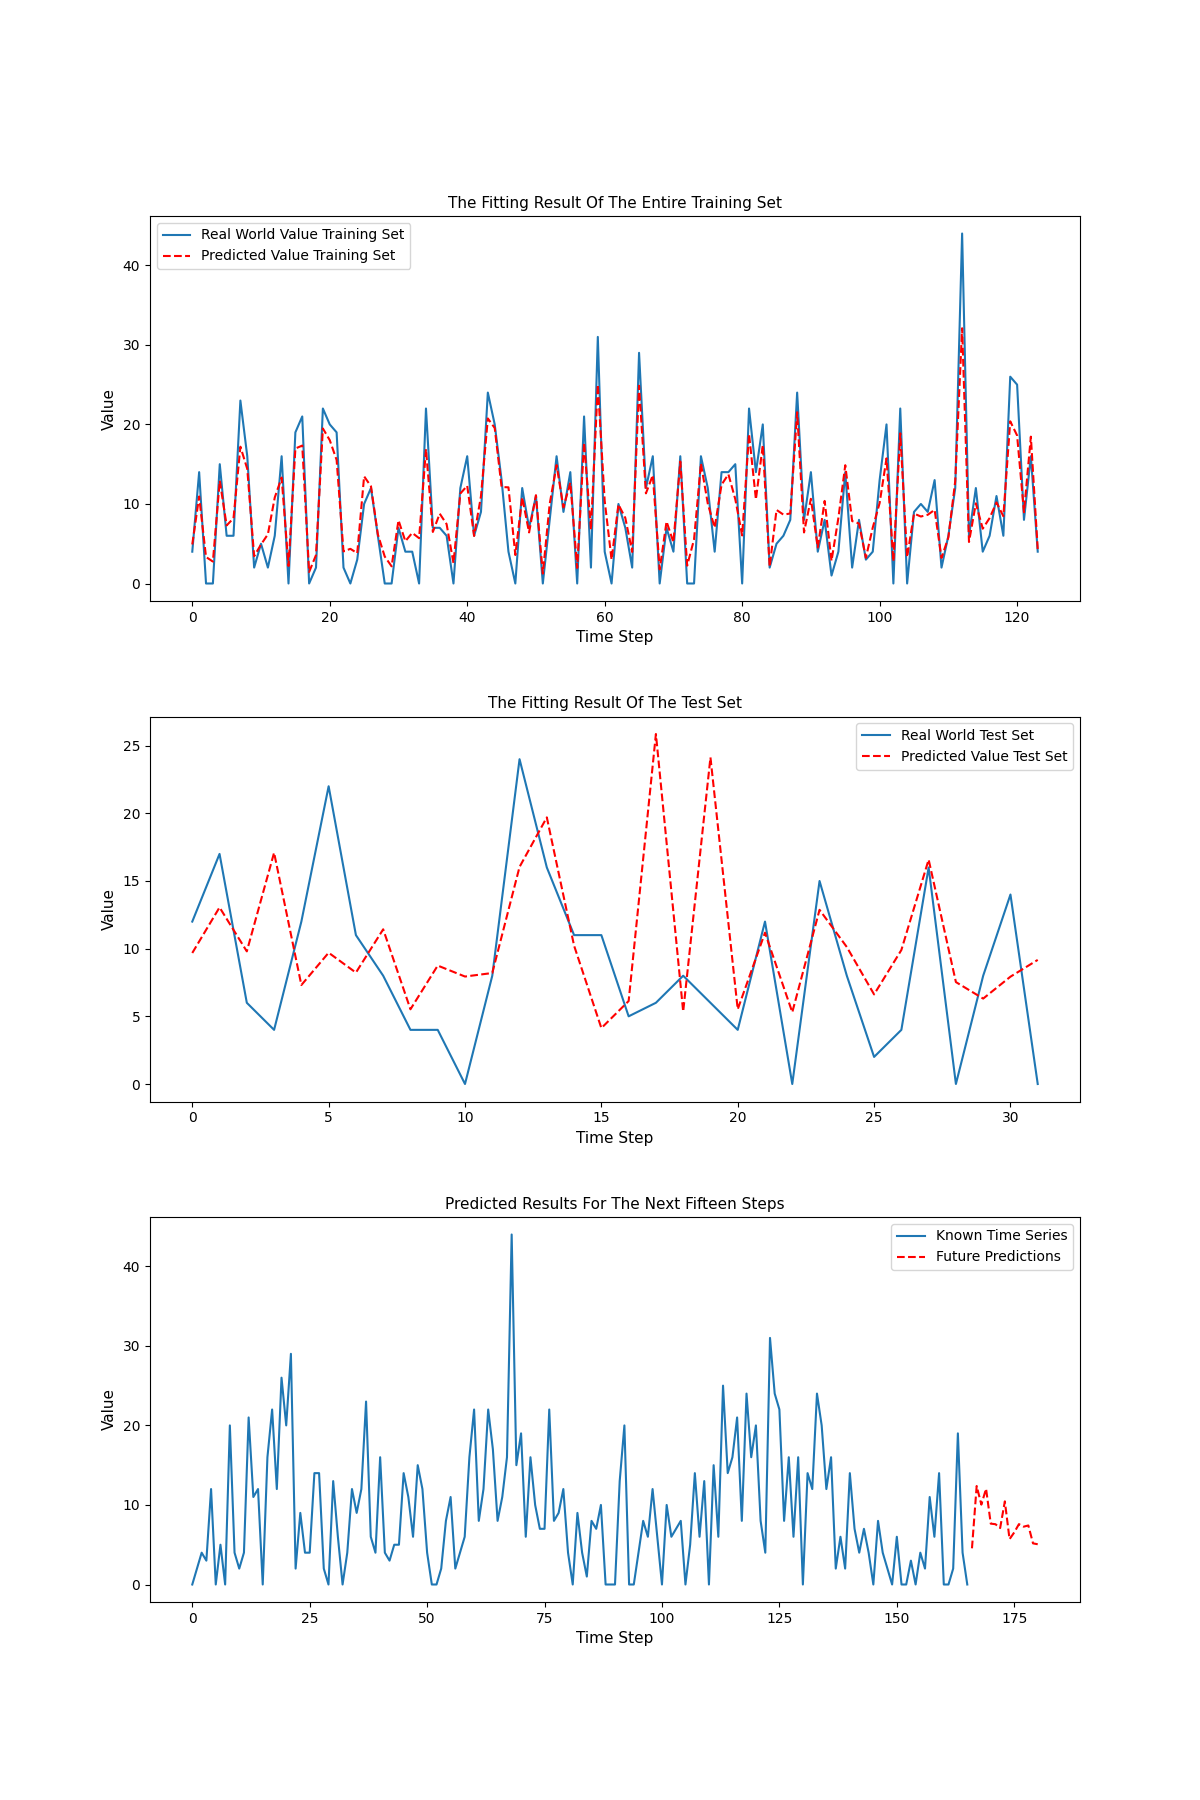 The Fitting Result Of The Entire Training Set
Real World Value Training Set
Predicted Value Training Set
Value
40
30
20
10
0
0 20 40 60 80 100 120
Time Step
The Fitting Result Of The Test Set
Real World Test Set
Predicted Value Test Set
Value
25
20
15
10
5
0
0 5 10 15 20 25 30
Time Step
Predicted Results For The Next Fifteen Steps
Known Time Series
Future Predictions
Value
40
30
20
10
0
0 25 50 75 100 125 150 175
Time Step